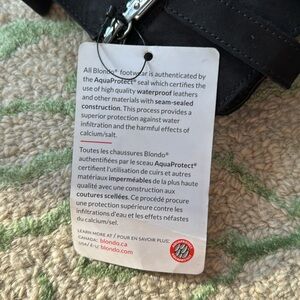 All Blondo® footwear is authenticated by
the AquaProtect® seal which certifies the
use of high quality waterproof leathers
and other materials with seam-sealed
construction. This process provides a
superior protection against water
infiltration and the harmful effects of
calcium/salt.
Toutes les chaussures Blondo®
authentifiées par le sceau AquaProtect®
certifient l'utilisation de cuirs et autres
matériaux imperméables de la plus haute
qualité avec une construction aux
coutures scellées. Ce procédé procure
une protection supérieure contre les
infiltrations d'eau et les effets néfastes
du calcium/sel.
LEARN MORE AT / POUR EN SAVOIR PLUS:
CANADA: blondo.ca
USA/ É-U: blondo.com